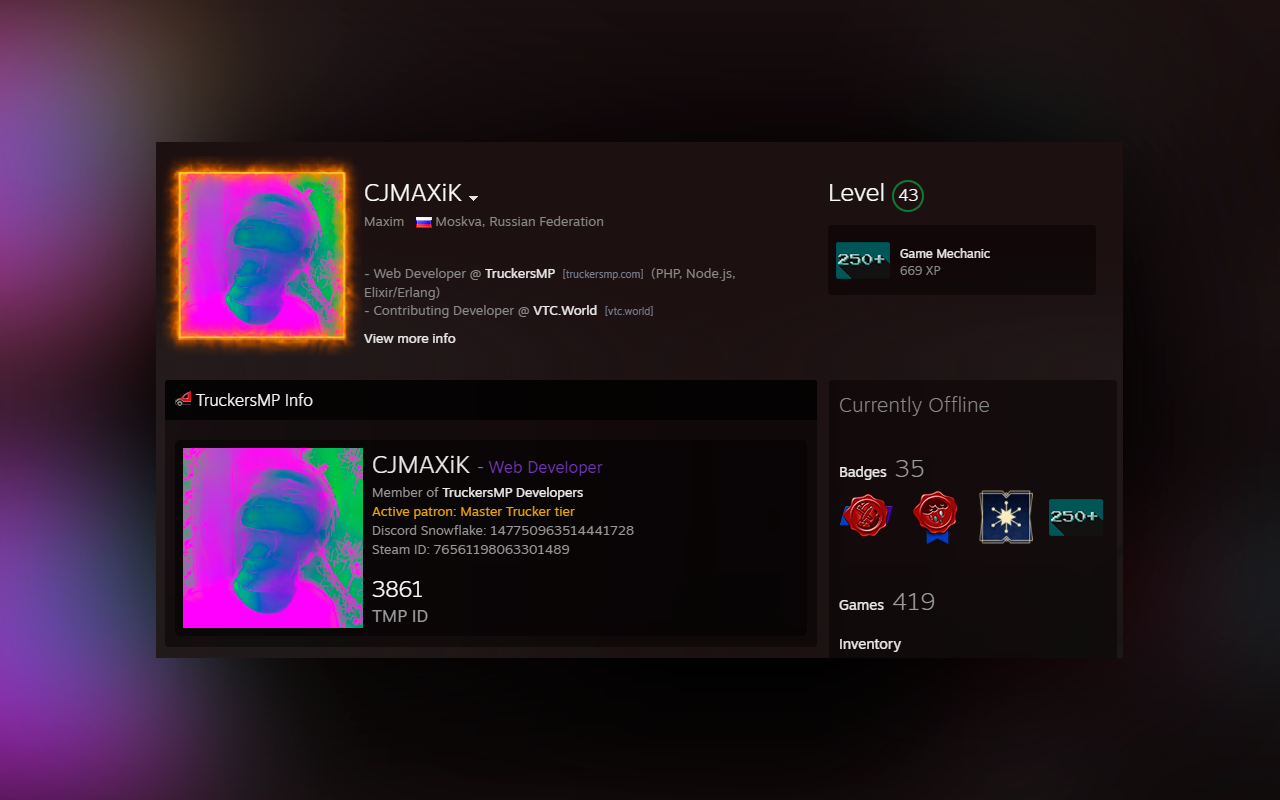 CJMAXiK
Maxim Moskva, Russian Federation
- Web Developer @ TruckersMP [truckersmp.com] (PHP, Node.js,
Elixir/Erlang)
- Contributing Developer @ VTC.World [vtc.world]
View more info
Level 43
250+
Game Mechanic
669 XP
TruckersMP Info
CJMAXiK - Web Developer
Member of TruckersMP Developers
Active patron: Master Trucker tier
Discord Snowflake: 147750963514441728
Steam ID: 76561198063301489
3861
TMP ID
Currently Offline
Badges 35
250+
Games 419
Inventory